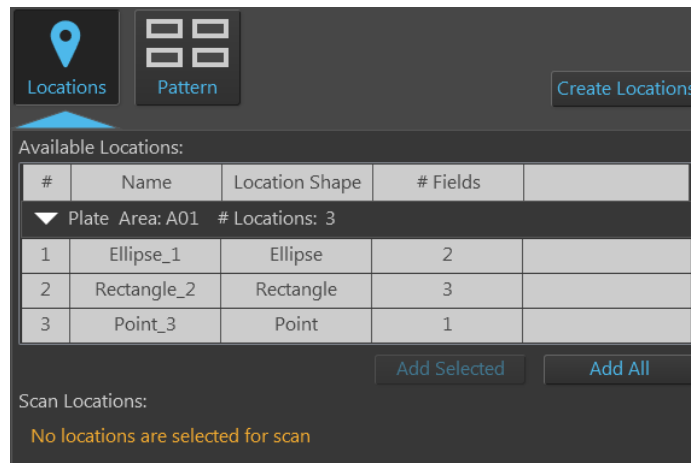 Locations
Pattern
Create Locations
Available Locations:
# Name Location Shape # Fields
Plate Area: A01 # Locations: 3
1 Ellipse_1 Ellipse 2
2 Rectangle_2 Rectangle 3
3 Point_3 Point 1
Add Selected Add All
Scan Locations:
No locations are selected for scan